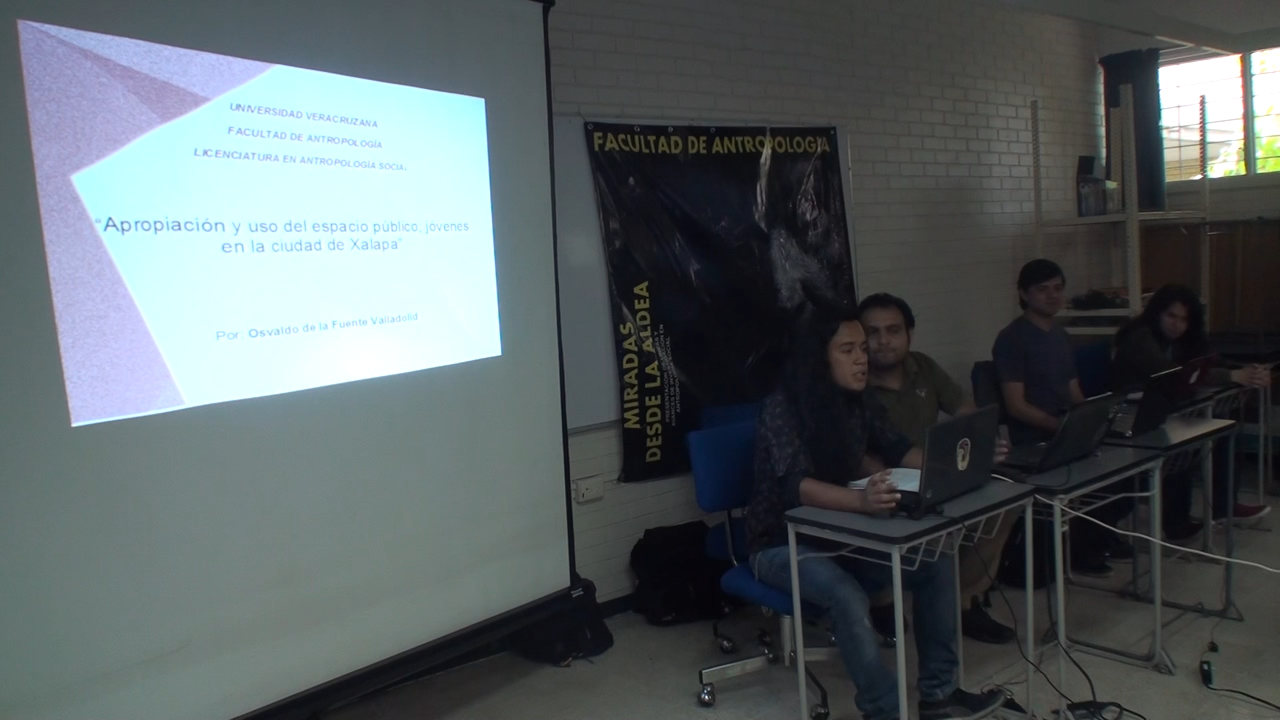 UNIVERSIDAD VERACRUZANA
FACULTAD DE ANTROPOLOGÍA
LICENCIATURA EN ANTROPOLOGÍA SOCIAL
"Apropiación y uso del espacio público; jóvenes
en la ciudad de Xalapa"
Por: Osvaldo de la Fuente Valladolid
FACULTAD DE ANTROPOLOGÍA
MIRADAS
DESDE LA ALDEA